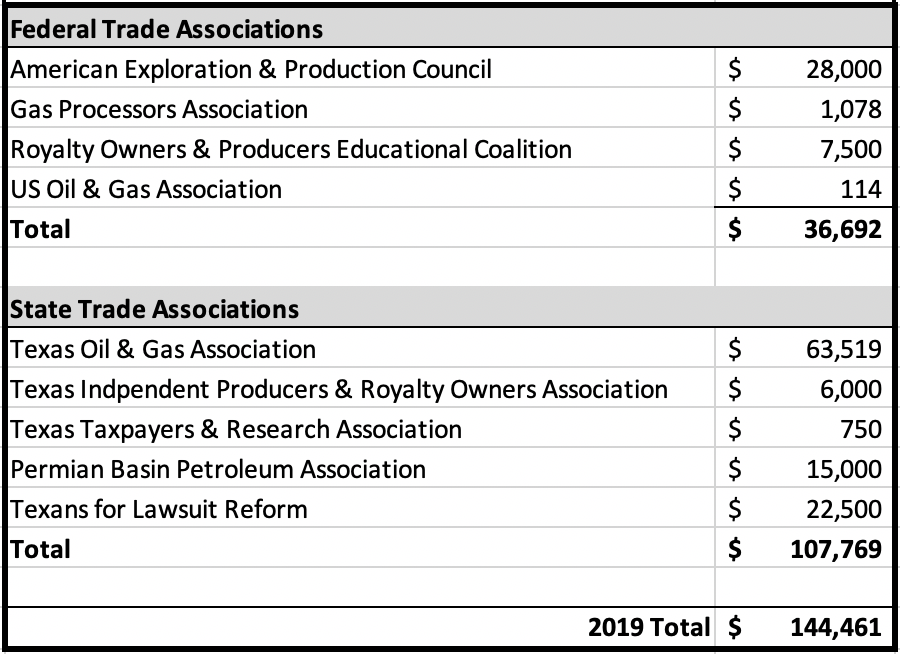 Federal Trade Associations
American Exploration & Production Council $ 28,000
Gas Processors Association $ 1,078
Royalty Owners & Producers Educational Coalition $ 7,500
US Oil & Gas Association $ 114
Total $ 36,692
State Trade Associations
Texas Oil & Gas Association $ 63,519
Texas Indpendent Producers & Royalty Owners Association $ 6,000
Texas Taxpayers & Research Association $ 750
Permian Basin Petroleum Association $ 15,000
Texans for Lawsuit Reform $ 22,500
Total $ 107,769
2019 Total $ 144,461